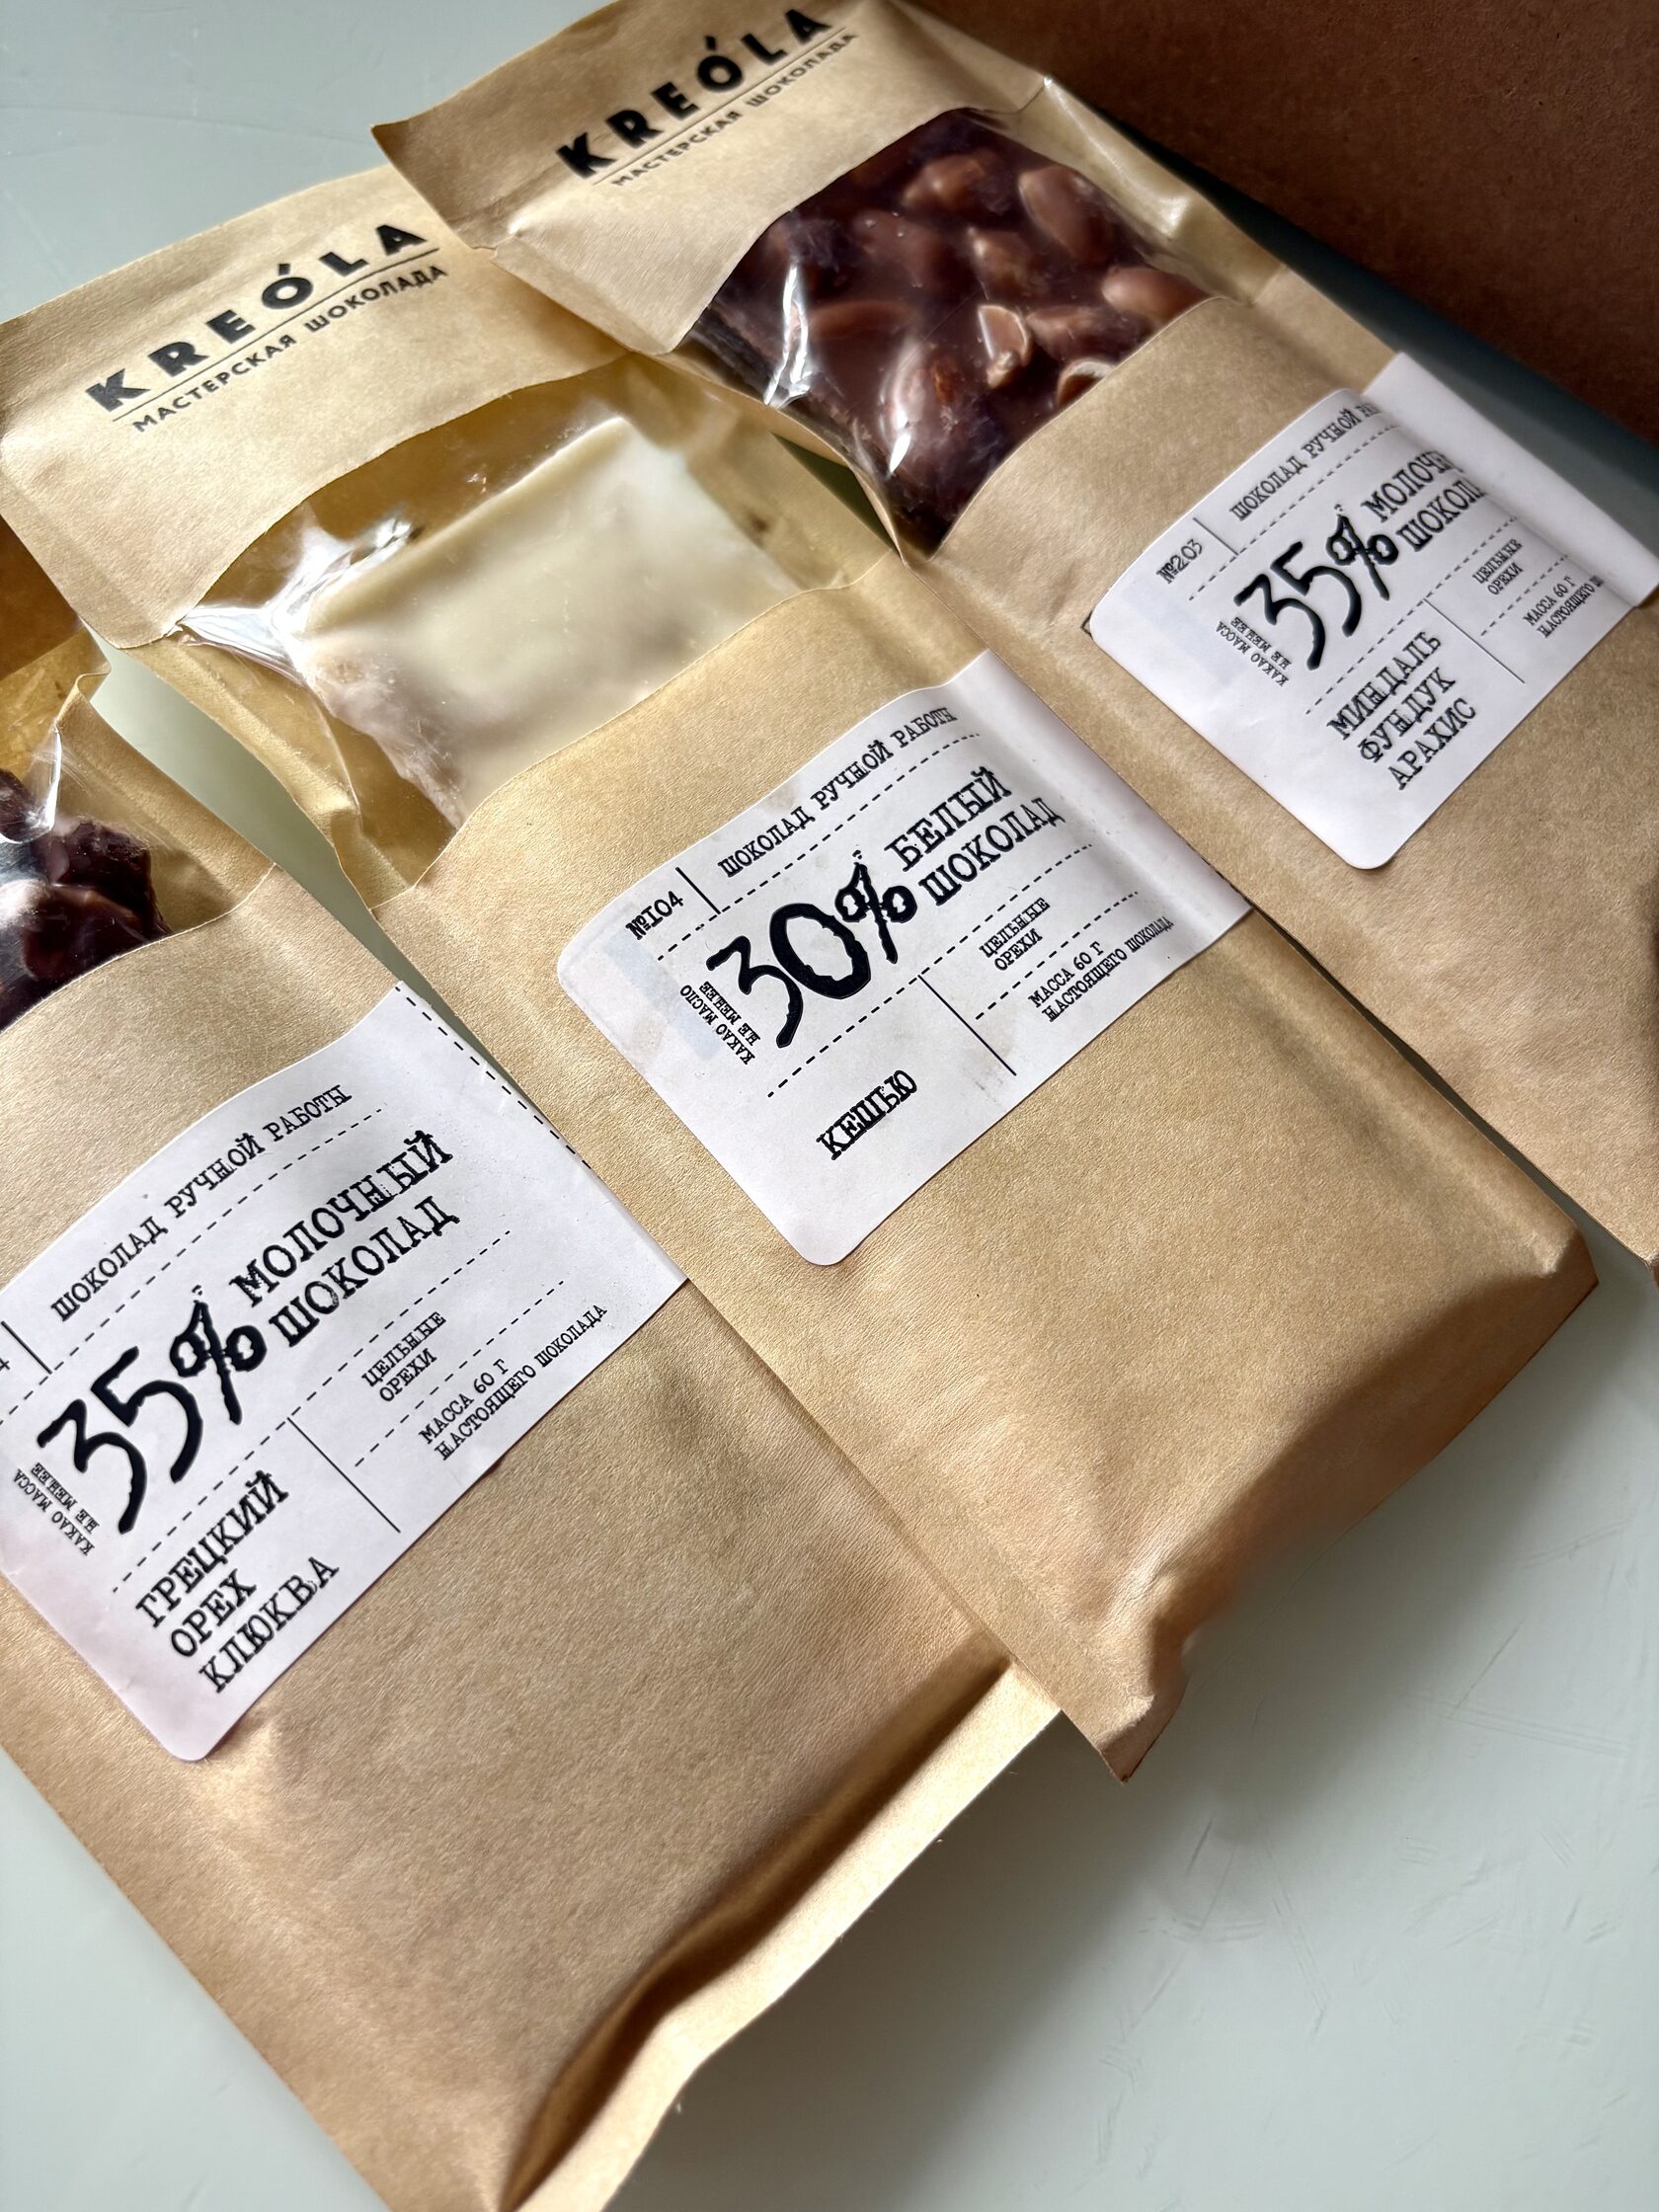 KREÓLA
МАСТЕРСКАЯ ШОКОЛАДА
№203
ШОКОЛАД РУЧНОЙ
35%
ШОКОЛА
КАКАО МАССА
НЕ МЕНЕЕ
ЦЕЛЬНЫЕ
ОРЕХИ
МАССА 60 Г
НАСТОЯЩЕГО
МИНДАЛЬ
ФУНДУК
АРАХИС
KREÓLA
МАСТЕРСКАЯ ШОКОЛАДА
№104
ШОКОЛАД РУЧНОЙ РАБОТЫ
30% БЕЛЫЙ
ШОКОЛАД
КАКАО МАСЛО
НЕ МЕНЕЕ
ЦЕЛЬНЫЕ
ОРЕХИ
МАССА 60 Г
НАСТОЯЩЕГО ШОКОЛАДА
КЕШЬЮ
4
ШОКОЛАД РУЧНОЙ РАБОТЫ
35% МОЛОЧНЫЙ
ШОКОЛАД
КАКАО МАССА
НЕ МЕНЕЕ
ЦЕЛЬНЫЕ
ОРЕХИ
МАССА 60 Г
НАСТОЯЩЕГО ШОКОЛАДА
ГРЕЦКИЙ
ОРЕХ
КЛЮКВА